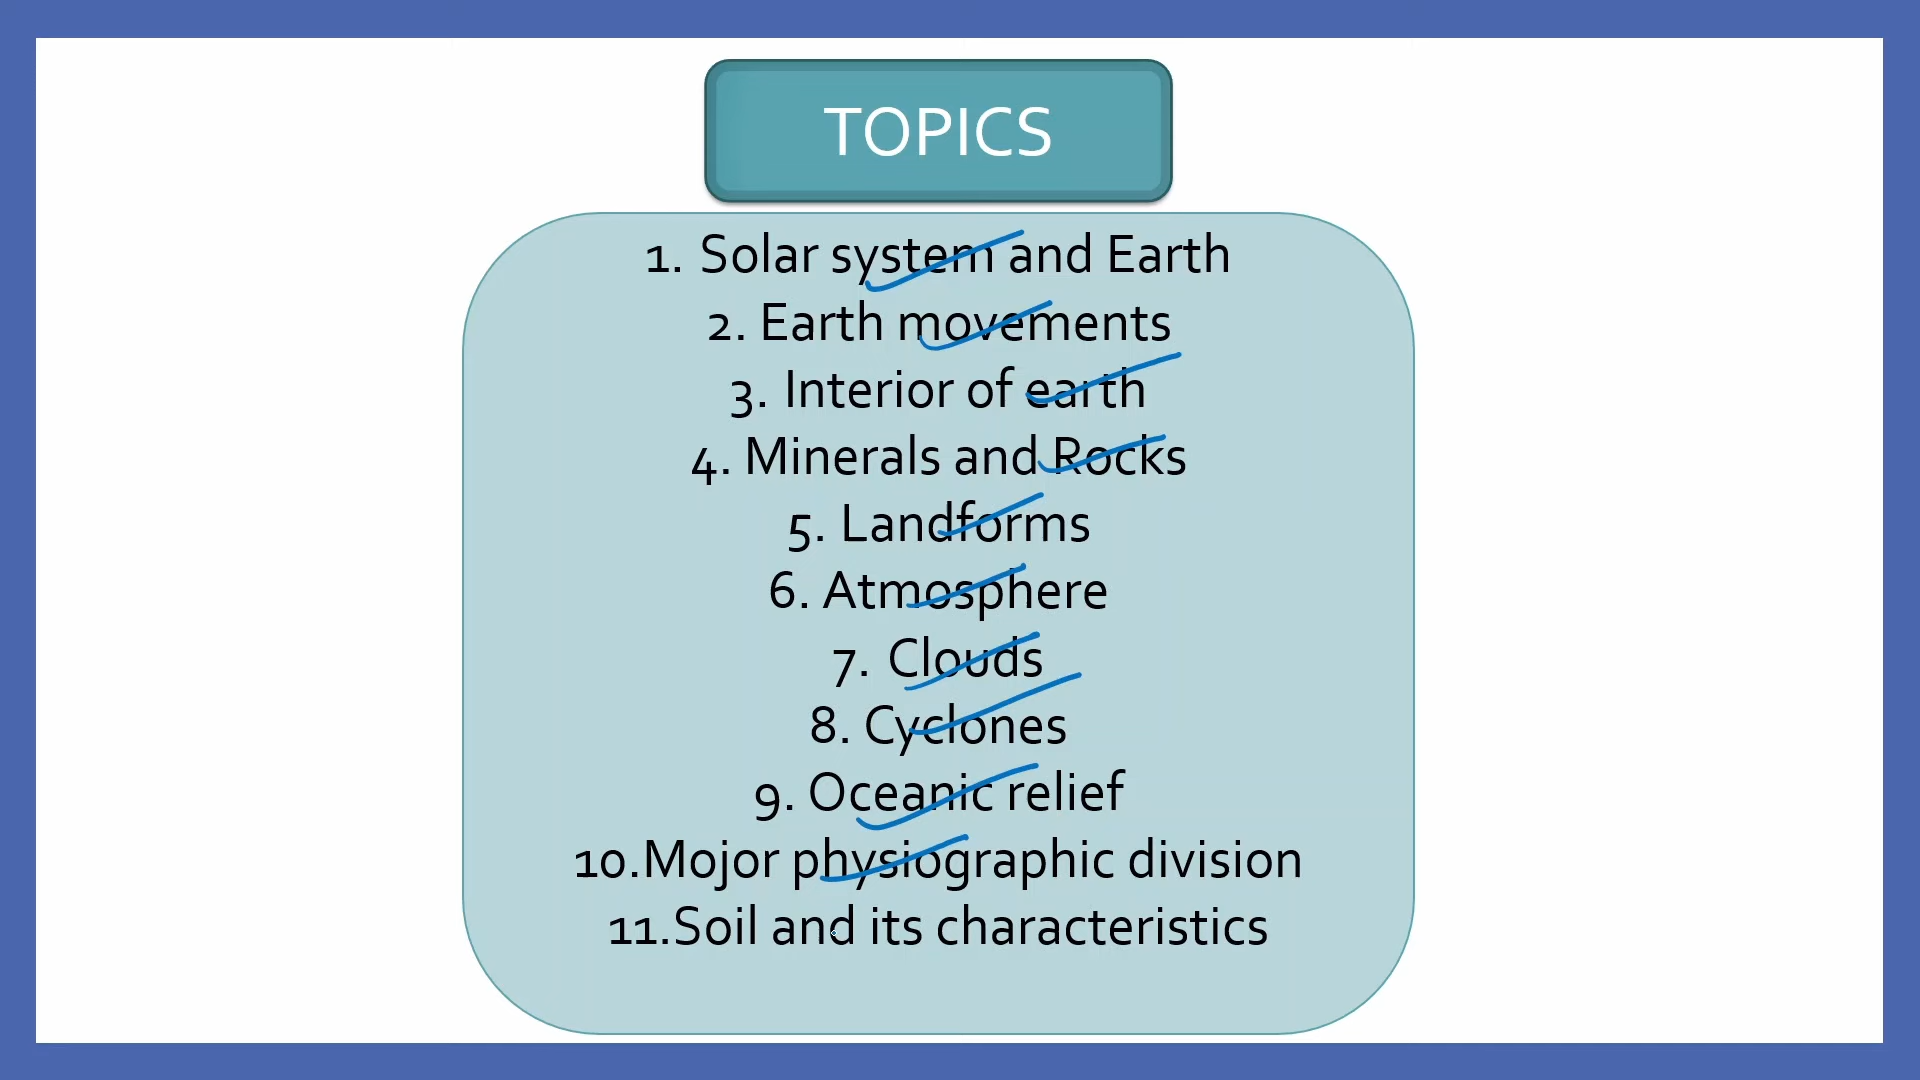 TOPICS
1. Solar system and Earth
2. Earth movements
3. Interior of earth
4. Minerals and Rocks
5. Landforms
6. Atmosphere
7. Clouds
8. Cyclones
9. Oceanic relief
10.Mojor physiographic division
11.Soil and its characteristics